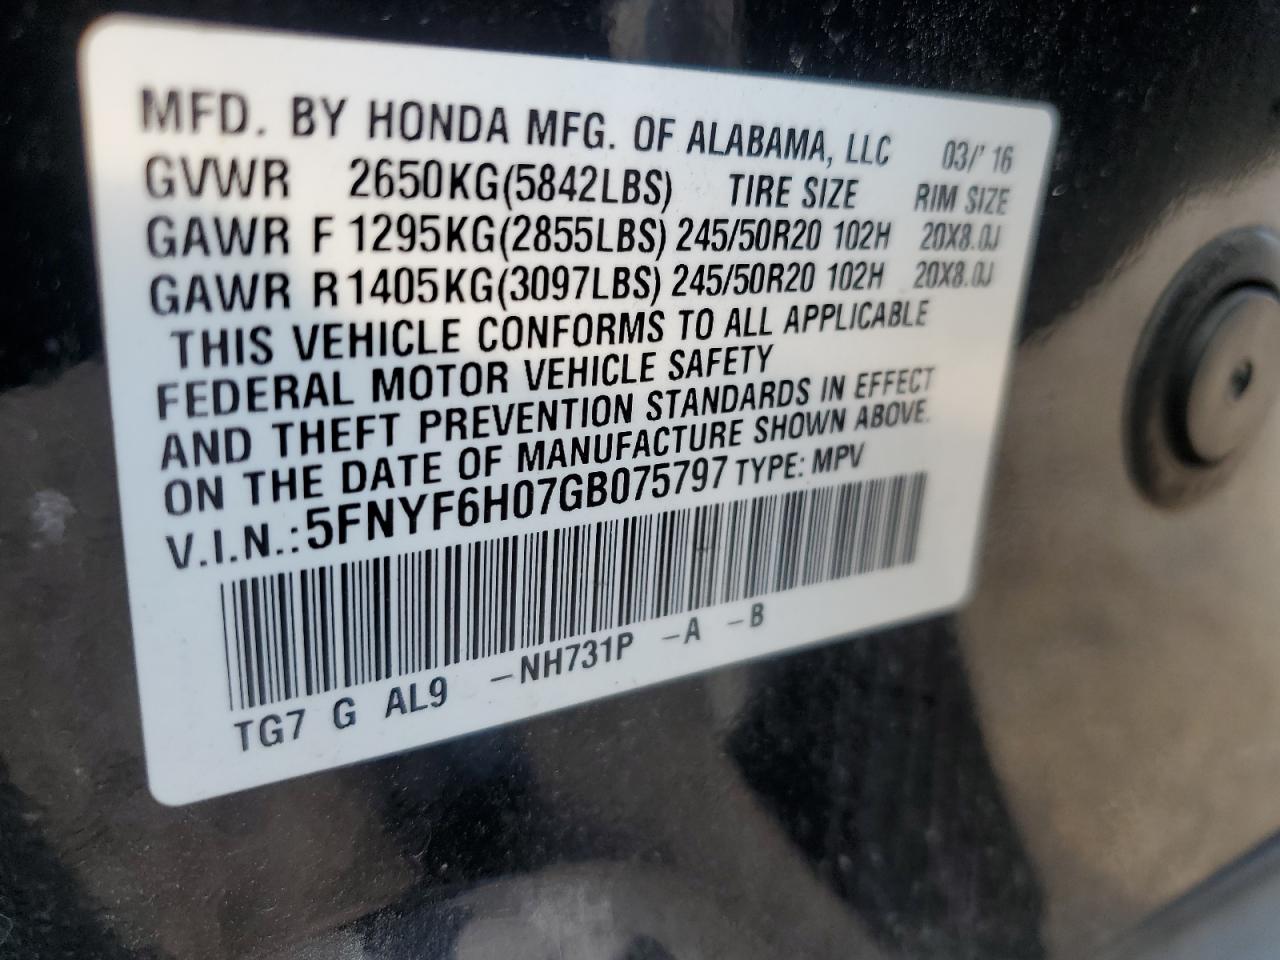 MFD. BY HONDA MFG. OF ALABAMA, LLC 03/'16
GVWR 2650KG(5842LBS) TIRE SIZE RIM SIZE
GAWR F 1295KG(2855LBS) 245/50R20 102H 20X8.0J
GAWR R 1405KG(3097LBS) 245/50R20 102H 20X8.0J
THIS VEHICLE CONFORMS TO ALL APPLICABLE
FEDERAL MOTOR VEHICLE SAFETY
AND THEFT PREVENTION STANDARDS IN EFFECT
ON THE DATE OF MANUFACTURE SHOWN ABOVE.
V.I.N.: 5FNYF6H07GB075797 TYPE: MPV
TG7 G AL9 -NH731P -A -B